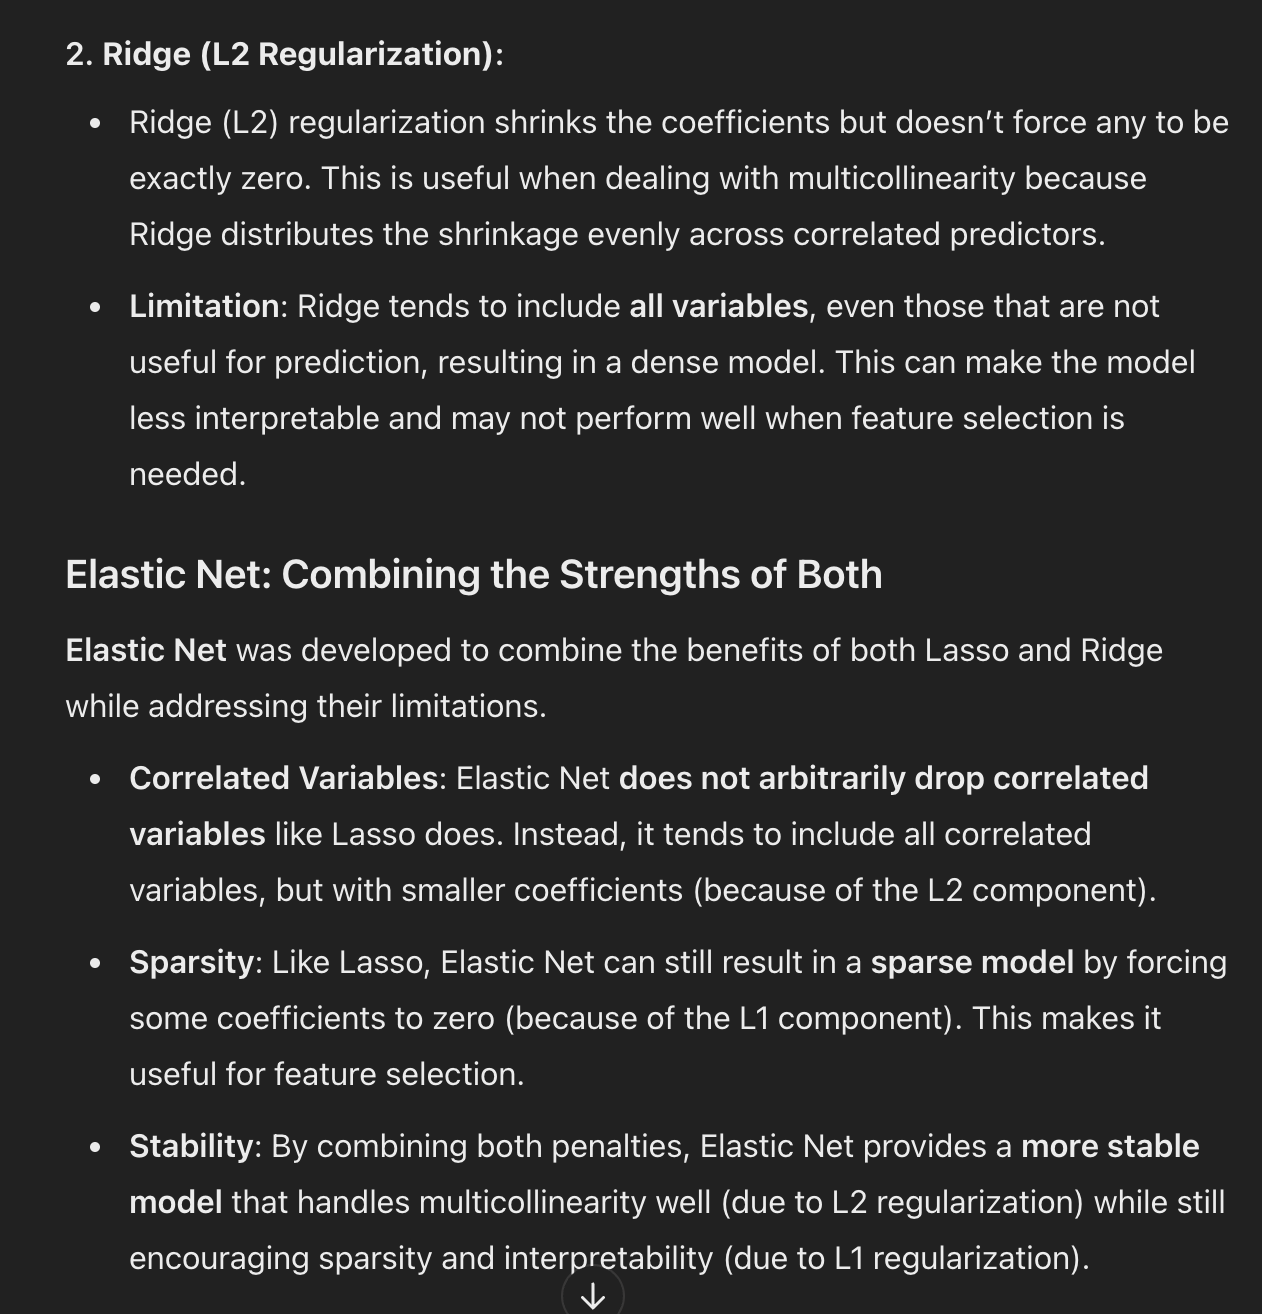 2. Ridge (L2 Regularization):
• Ridge (L2) regularization shrinks the coefficients but doesn’t force any to be
exactly zero. This is useful when dealing with multicollinearity because
Ridge distributes the shrinkage evenly across correlated predictors.
• Limitation: Ridge tends to include all variables, even those that are not
useful for prediction, resulting in a dense model. This can make the model
less interpretable and may not perform well when feature selection is
needed.
Elastic Net: Combining the Strengths of Both
Elastic Net was developed to combine the benefits of both Lasso and Ridge
while addressing their limitations.
• Correlated Variables: Elastic Net does not arbitrarily drop correlated
variables like Lasso does. Instead, it tends to include all correlated
variables, but with smaller coefficients (because of the L2 component).
• Sparsity: Like Lasso, Elastic Net can still result in a sparse model by forcing
some coefficients to zero (because of the L1 component). This makes it
useful for feature selection.
• Stability: By combining both penalties, Elastic Net provides a more stable
model that handles multicollinearity well (due to L2 regularization) while still
encouraging sparsity and interpretability (due to L1 regularization).